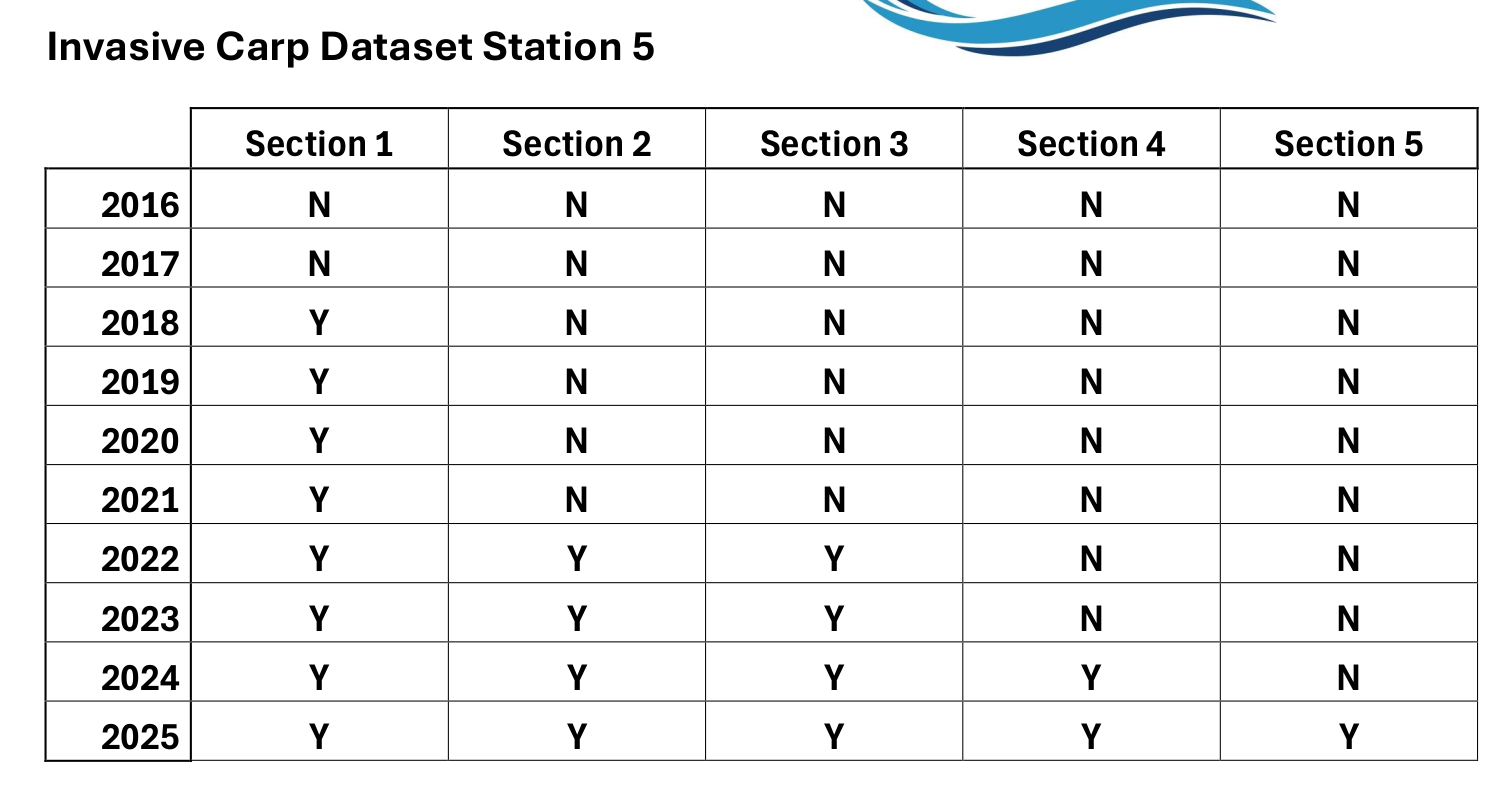 Invasive Carp Dataset Station 5
Section 1 Section 2 Section 3 Section 4 Section 5
2016 N N N N N
2017 N N N N N
2018 Y N N N N
2019 Y N N N N
2020 Y N N N N
2021 Y N N N N
2022 Y Y Y N N
2023 Y Y Y N N
2024 Y Y Y Y N
2025 Y Y Y Y Y